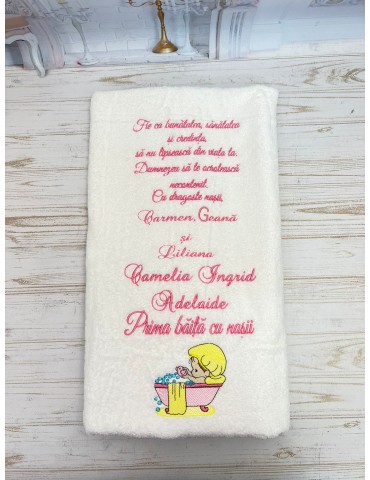 Fie ca bunătatea, sănătatea
și credința,
să nu lipsească din viața ta.
Dumnezeu să te ocrotească
necontenit.
Cu dragoste nașii,
Carmen, Geană
și
Liliana
Camelia Ingrid
Adelaide
Prima băiță cu nașii